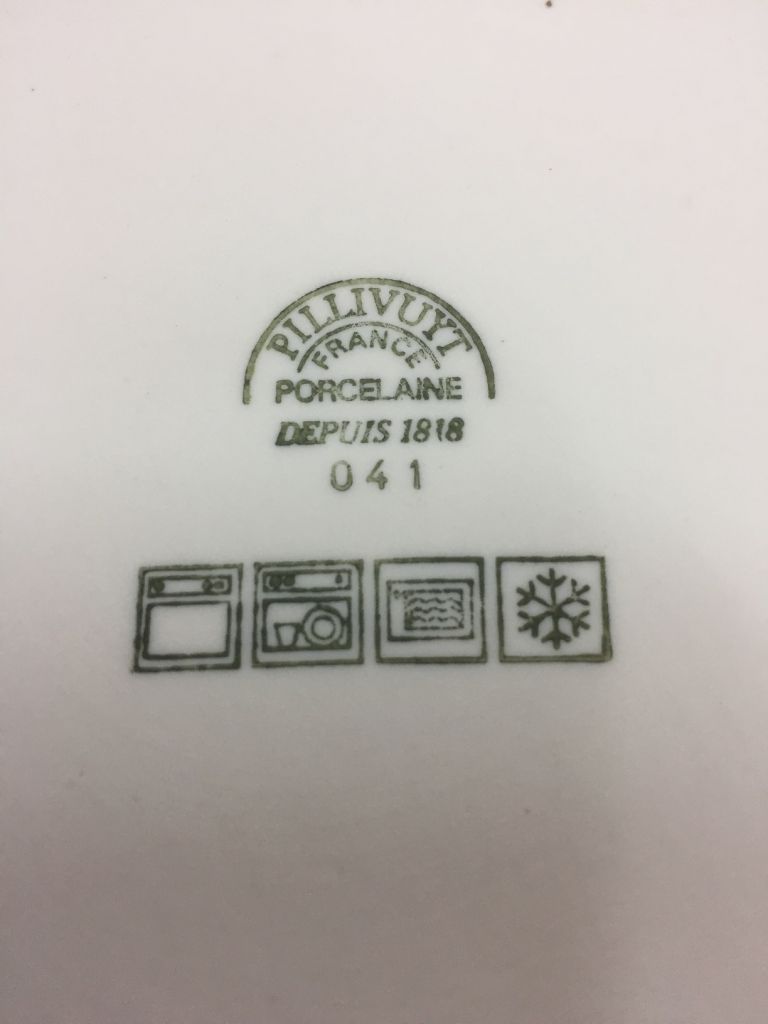 PILLIVUYT
FRANCE
PORCELAINE
DEPUIS 1818
041